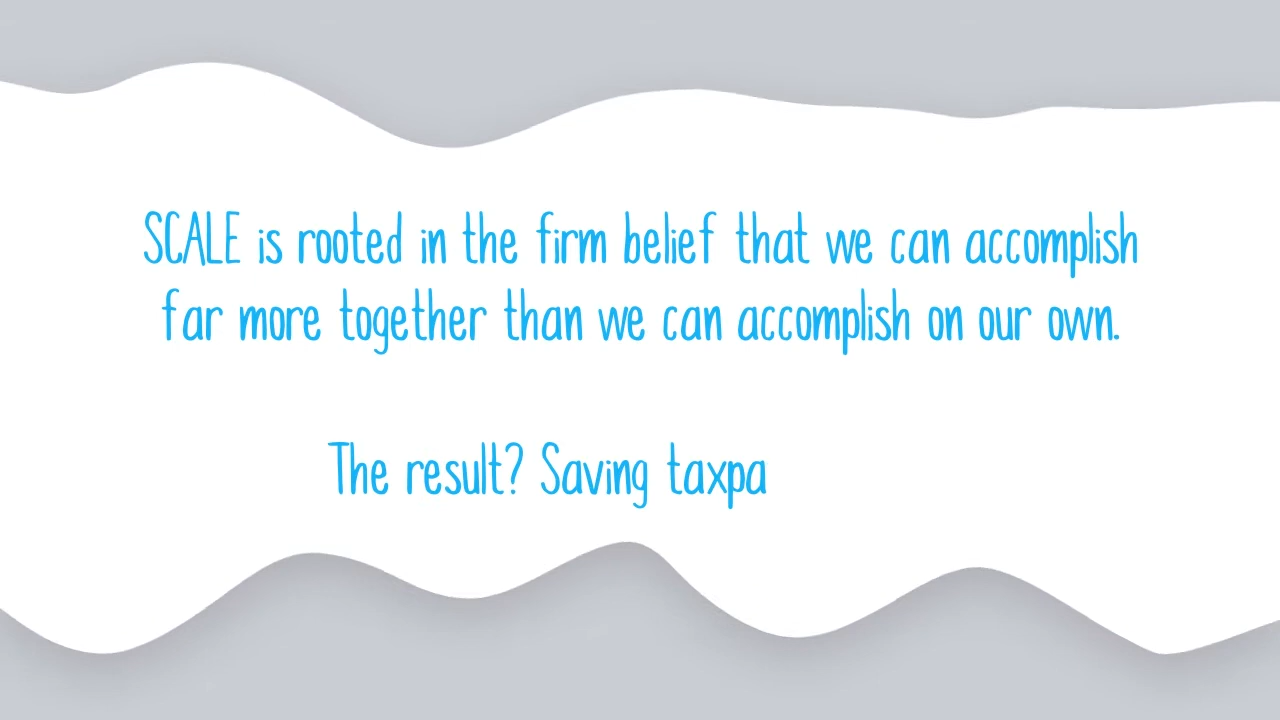 SCALE is rooted in the firm belief that we can accomplish
far more together than we can accomplish on our own.
The result? Saving taxpa